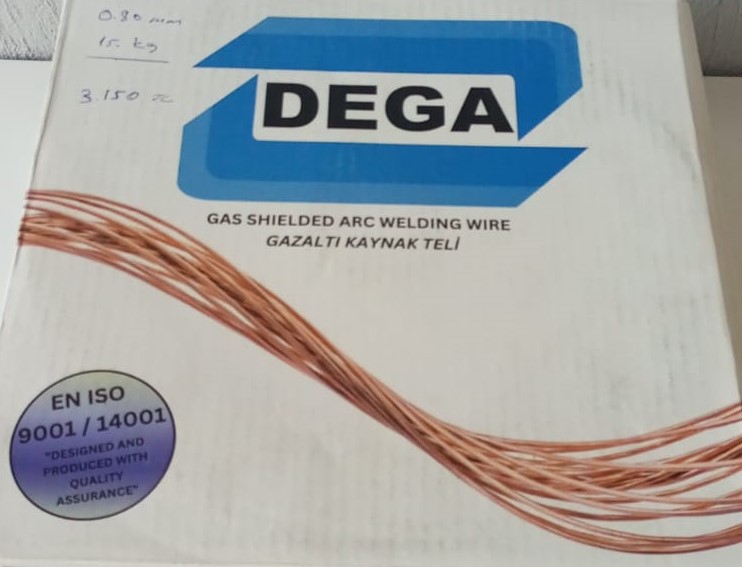 0.80 mm
15. kg
3.150 TL
DEGA
GAS SHIELDED ARC WELDING WIRE
GAZALTI KAYNAK TELİ
EN ISO
9001 / 14001
"DESIGNED AND
PRODUCED WITH
QUALITY
ASSURANCE"